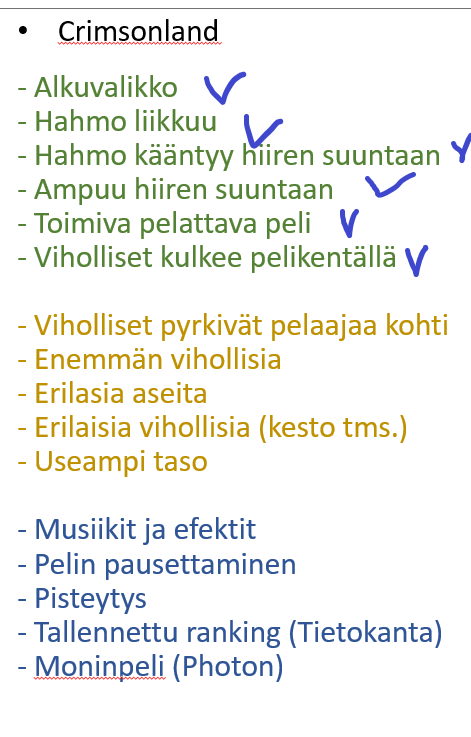 • Crimsonland
- Alkuvalikko
- Hahmo liikkuu
- Hahmo kääntyy hiiren suuntaan
- Ampuu hiiren suuntaan
- Toimiva pelattava peli
- Viholliset kulkee pelikentällä
- Viholliset pyrkivät pelaajaa kohti
- Enemmän vihollisia
- Erilasia aseita
- Erilaisia vihollisia (kesto tms.)
- Useampi taso
- Musiikit ja efektit
- Pelin pausettaminen
- Pisteytys
- Tallennettu ranking (Tietokanta)
- Moninpeli (Photon)